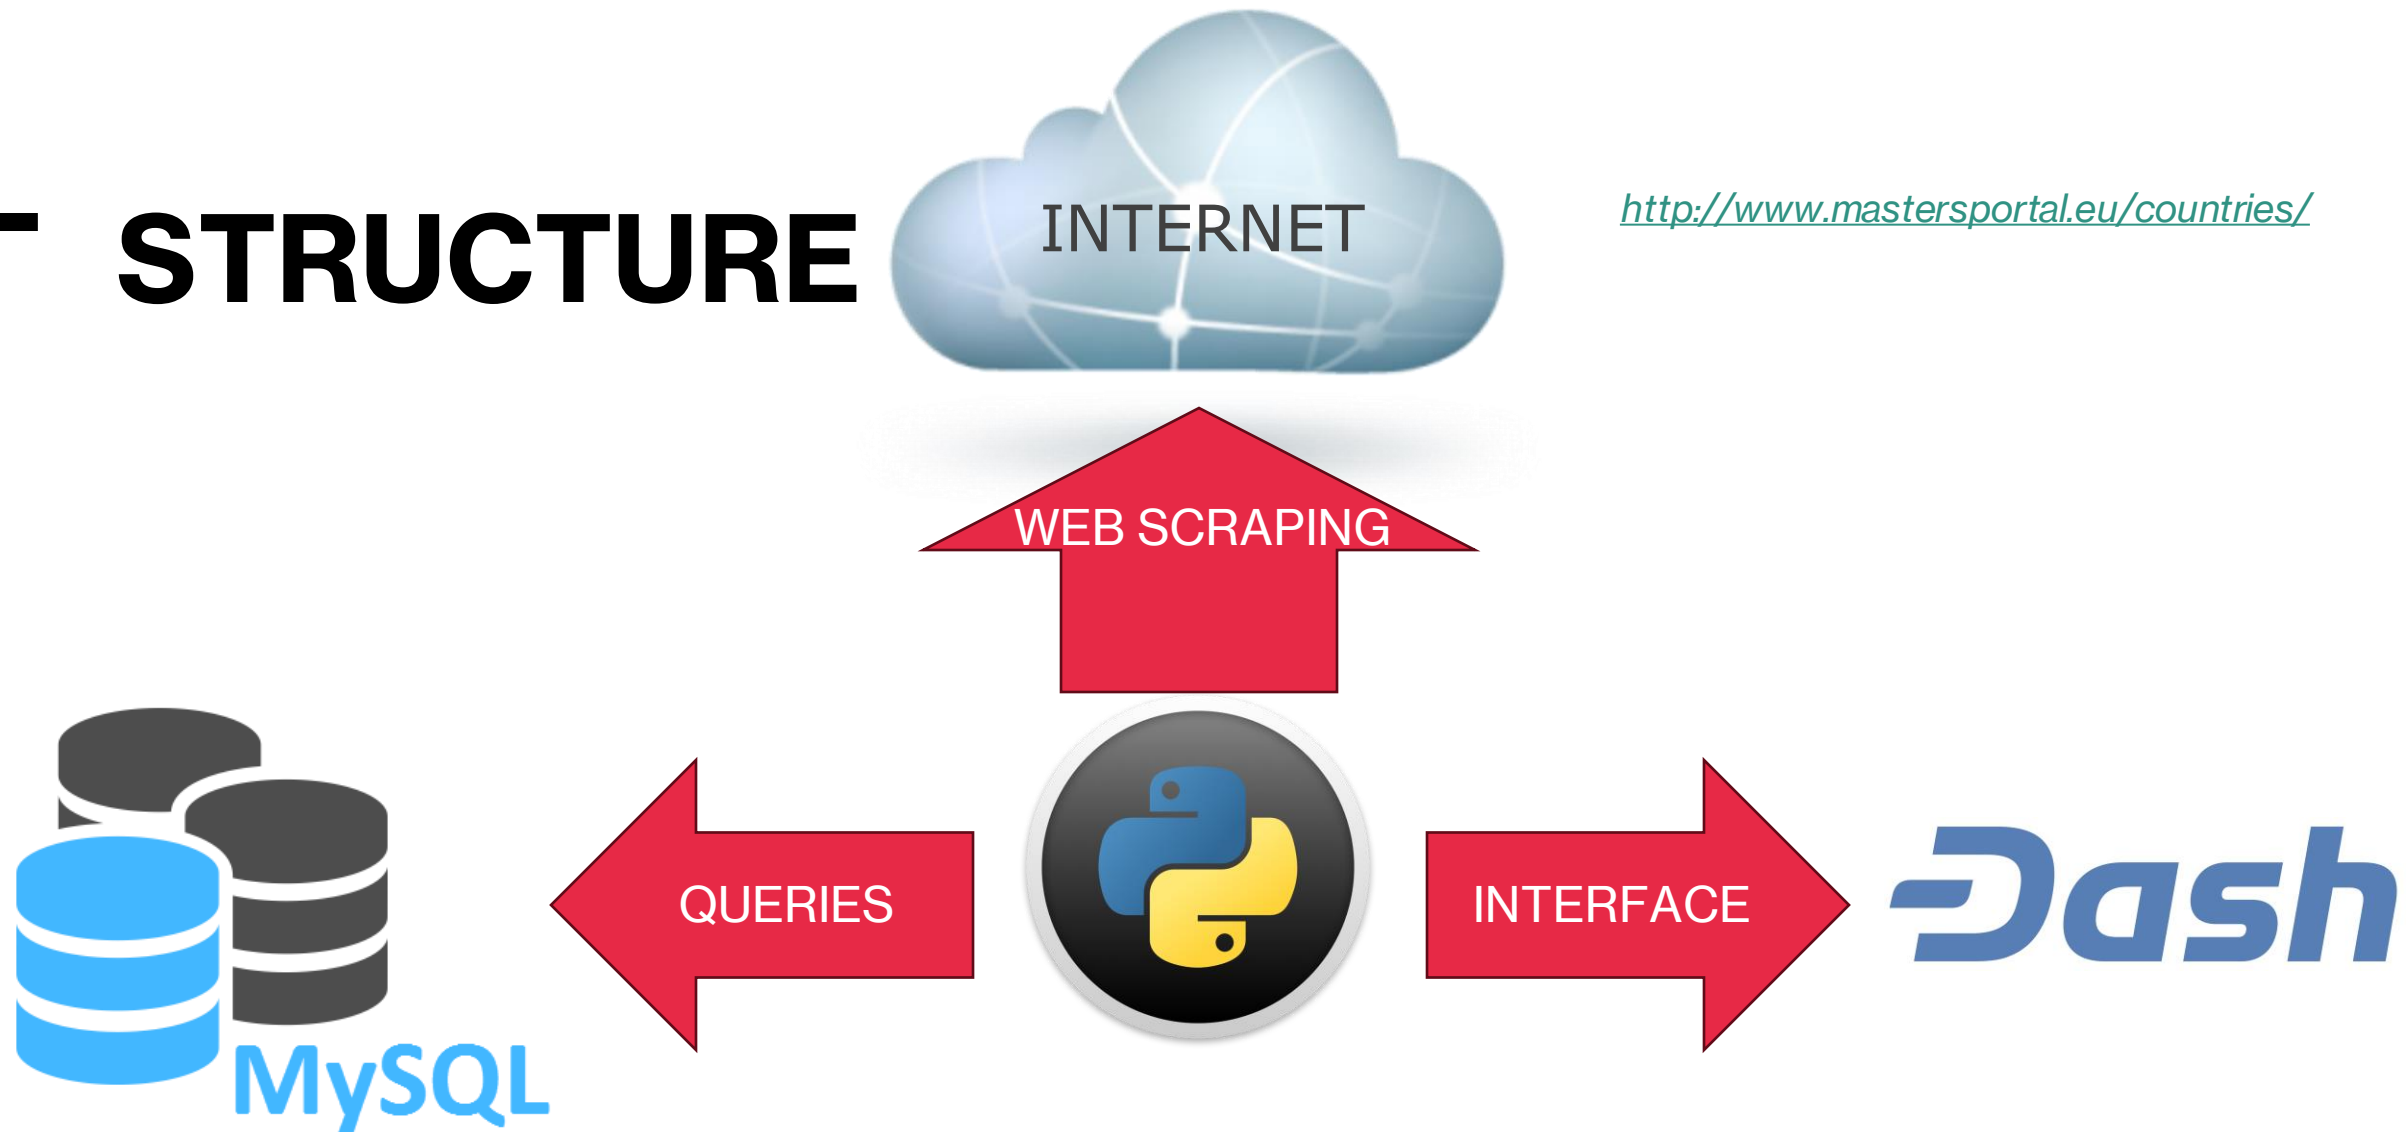 T STRUCTURE
INTERNET
http://www.mastersportal.eu/countries/
WEB SCRAPING
QUERIES
INTERFACE
Dash
MySQL